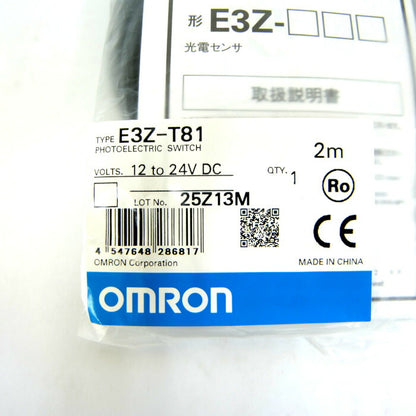 形 E3Z-□□□
光電センサ
取扱説明書
TYPE E3Z-T81
PHOTOELECTRIC SWITCH
2m
VOLTS. 12 to 24V DC
QTY. 1
Ro
LOT No. 25Z13M
CE
4 547648 286817
OMRON Corporation
MADE IN CHINA
OMRON